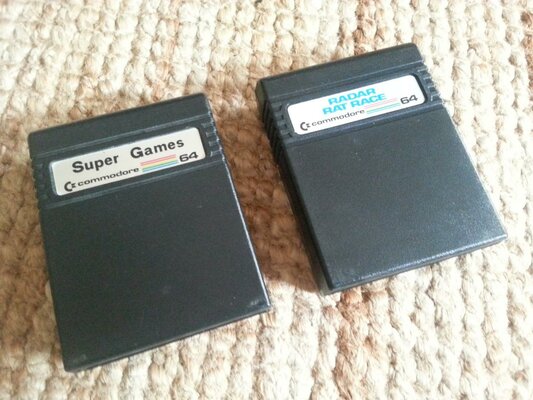 Super Games
commodore 64
RADAR
RAT RACE
commodore 64